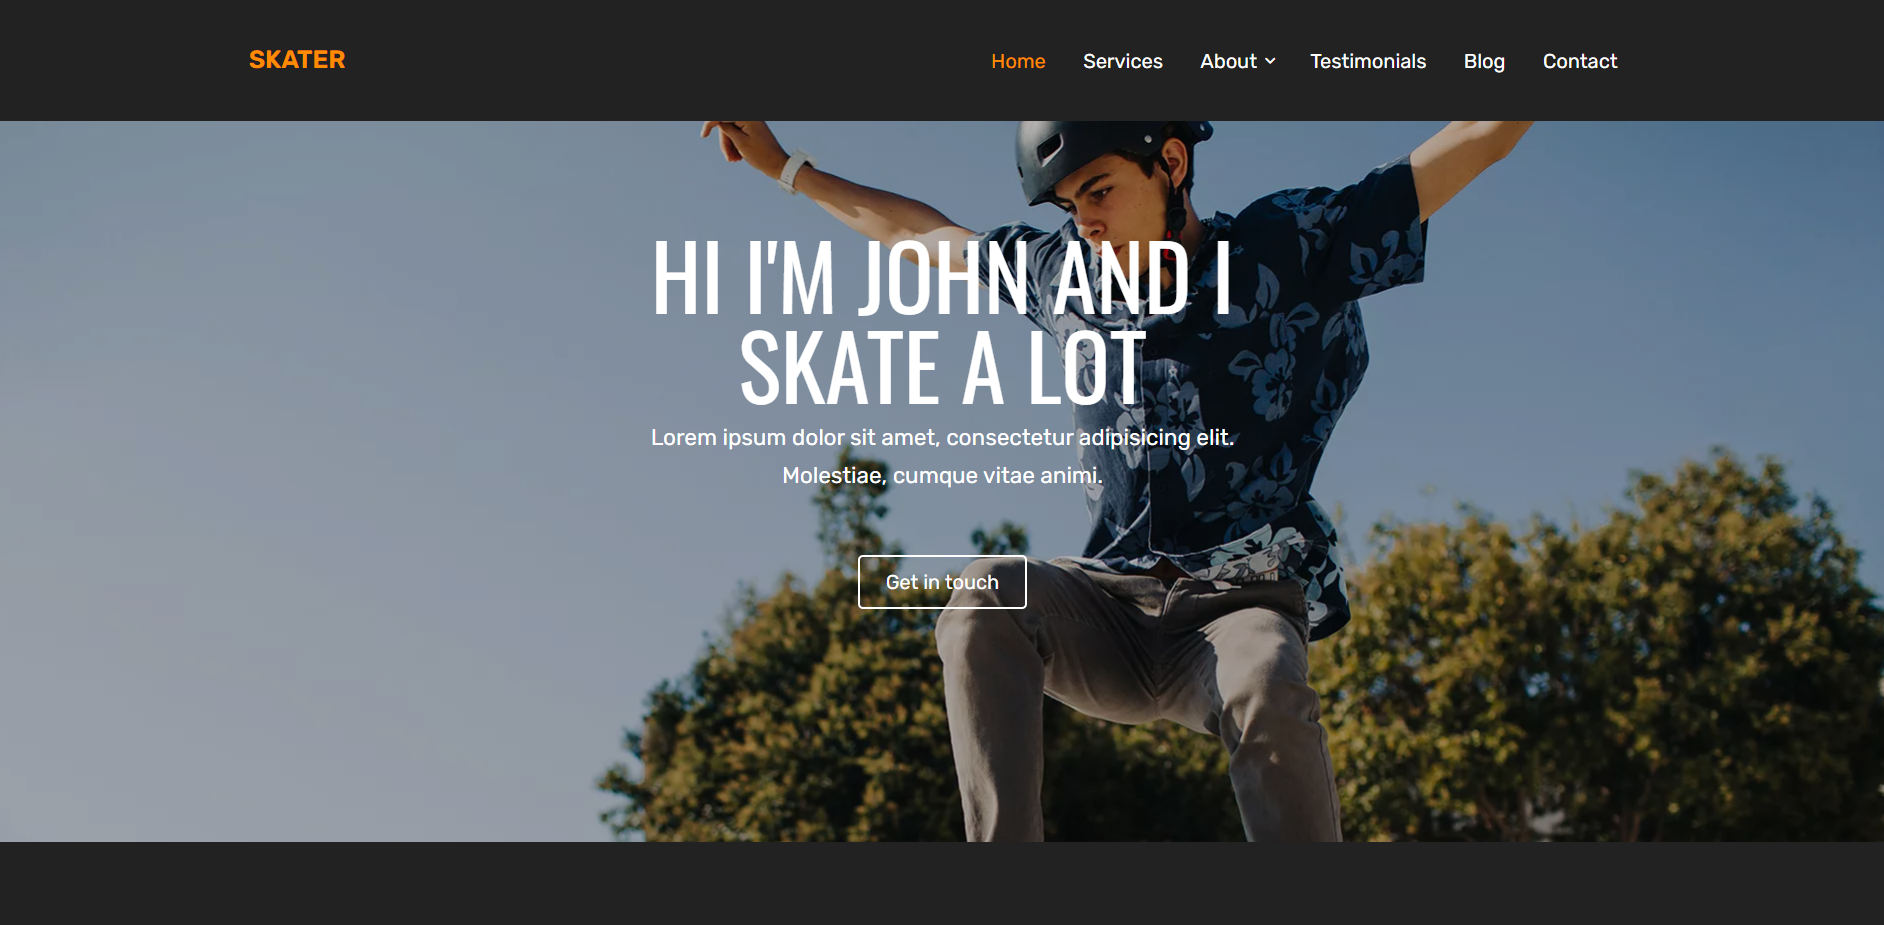 SKATER
Home Services About Testimonials Blog Contact
HI I'M JOHN AND I
SKATE A LOT
Lorem ipsum dolor sit amet, consectetur adipisicing elit.
Molestiae, cumque vitae animi.
Get in touch